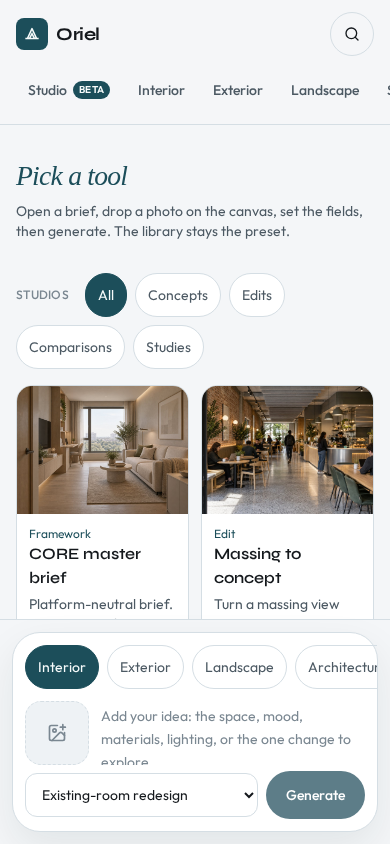 Oriel
Studio BETA Interior Exterior Landscape
Pick a tool
Open a brief, drop a photo on the canvas, set the fields,
then generate. The library stays the preset.
STUDIOS All Concepts Edits
Comparisons Studies
Framework
CORE master
brief
Platform-neutral brief.
Edit
Massing to
concept
Turn a massing view
Interior Exterior Landscape Architectur
Add your idea: the space, mood,
materials, lighting, or the one change to
explore
Existing-room redesign Generate